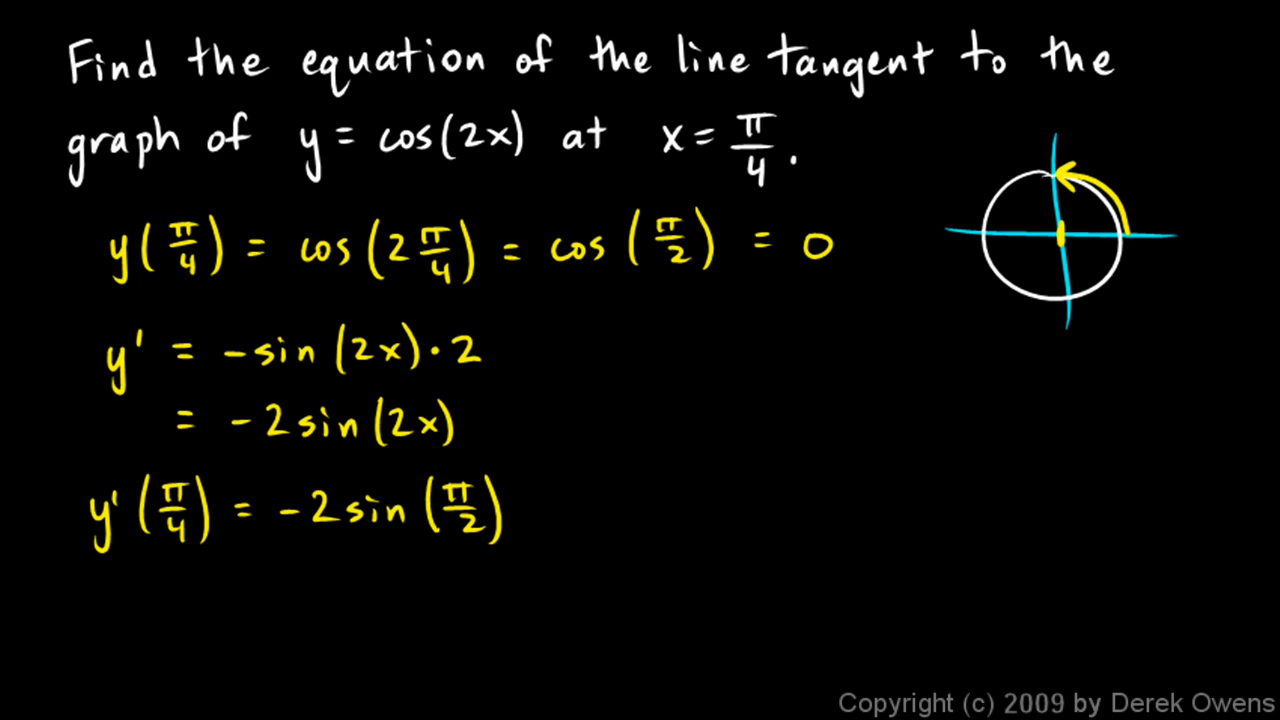 Find the equation of the line tangent to the
graph of y = cos(2x) at x = π/4 .
y(π/4) = cos(2π/4) = cos(π/2) = 0
y' = -sin(2x)·2
= -2sin(2x)
y'(π/4) = -2sin(π/2)
Copyright (c) 2009 by Derek Owens